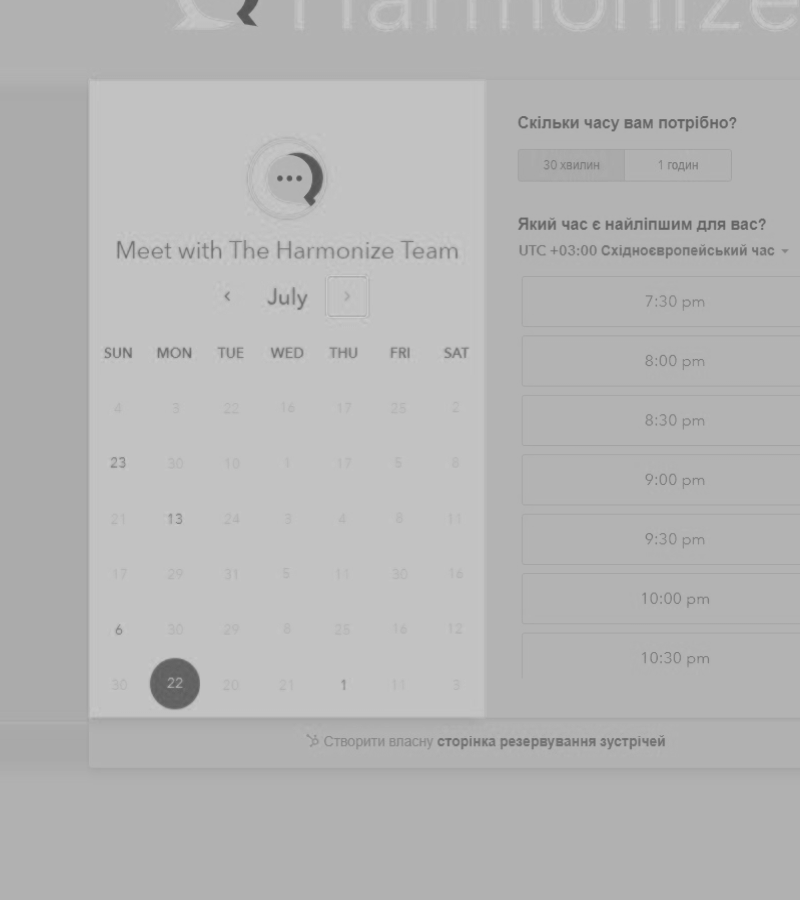 Harmonize
Meet with The Harmonize Team
‹ July ›
SUN MON TUE WED THU FRI SAT
4 3 22 16 17 25 2
23 30 10 1 17 5 8
21 13 24 3 4 8 11
17 29 31 5 11 30 16
6 30 29 8 25 16 12
30 22 20 21 1 11 3
Скільки часу вам потрібно?
30 хвилин 1 годин
Який час є найліпшим для вас?
UTC +03:00 Східноєвропейський час
7:30 pm
8:00 pm
8:30 pm
9:00 pm
9:30 pm
10:00 pm
10:30 pm
Створити власну сторінка резервування зустрічей